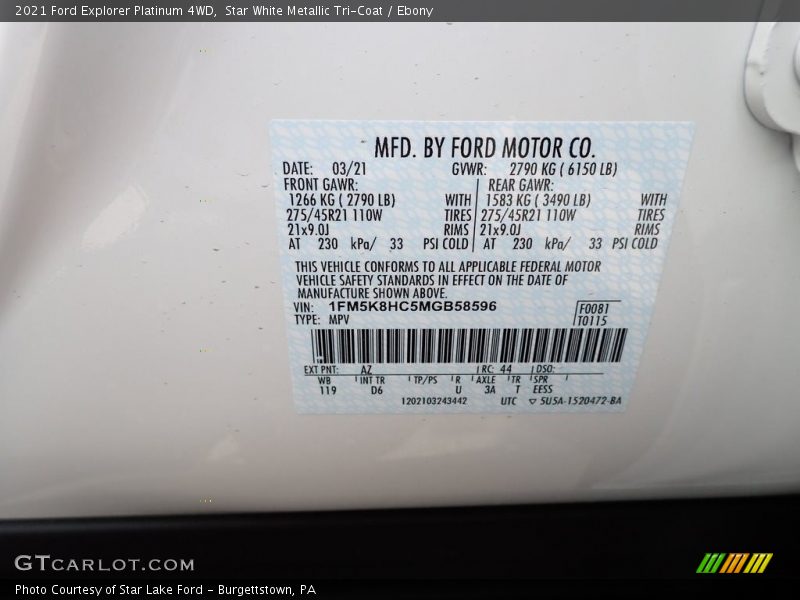 2021 Ford Explorer Platinum 4WD,  Star White Metallic Tri-Coat / Ebony
MFD. BY FORD MOTOR CO.
DATE: 03/21 GVWR: 2790 KG ( 6150 LB)
FRONT GAWR: REAR GAWR:
1266 KG ( 2790 LB) WITH 1583 KG ( 3490 LB) WITH
275/45R21 110W TIRES 275/45R21 110W TIRES
21x9.0J RIMS 21x9.0J RIMS
AT 230 kPa/ 33 PSI COLD AT 230 kPa/ 33 PSI COLD
THIS VEHICLE CONFORMS TO ALL APPLICABLE FEDERAL MOTOR
VEHICLE SAFETY STANDARDS IN EFFECT ON THE DATE OF
MANUFACTURE SHOWN ABOVE.
VIN: 1FM5K8HC5MGB58596 F0081
TYPE: MPV T0115
EXT PNT: AZ RC: 44 DSO:
WB INT TR TP/PS R AXLE TR SPR
119 D6 U 3A T EESS
1202103243442 UTC ▽ 5U5A-1520472-BA
GTCARLOT.COM
Photo Courtesy of Star Lake Ford - Burgettstown, PA